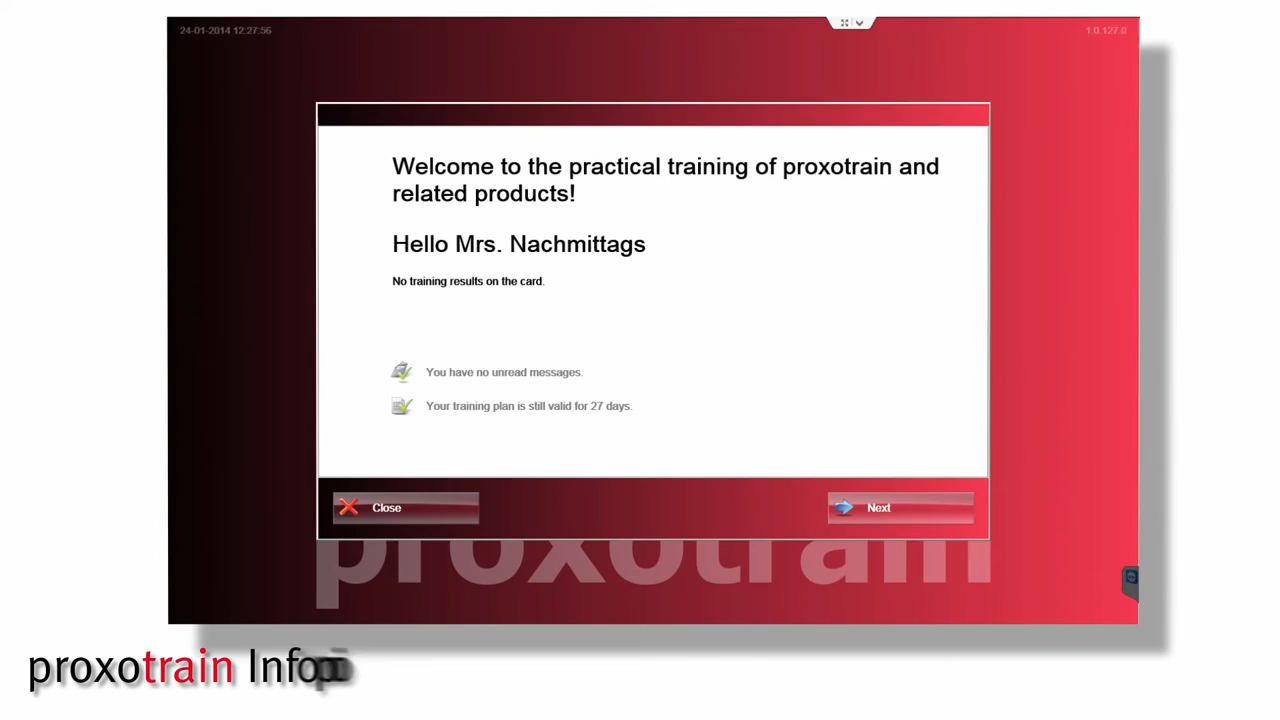 24-01-2014 12:27:56
1.0.127.0
Welcome to the practical training of proxotrain and
related products!
Hello Mrs. Nachmittags
No training results on the card.
You have no unread messages.
Your training plan is still valid for 27 days.
Close
Next
proxotrain
proxotrain